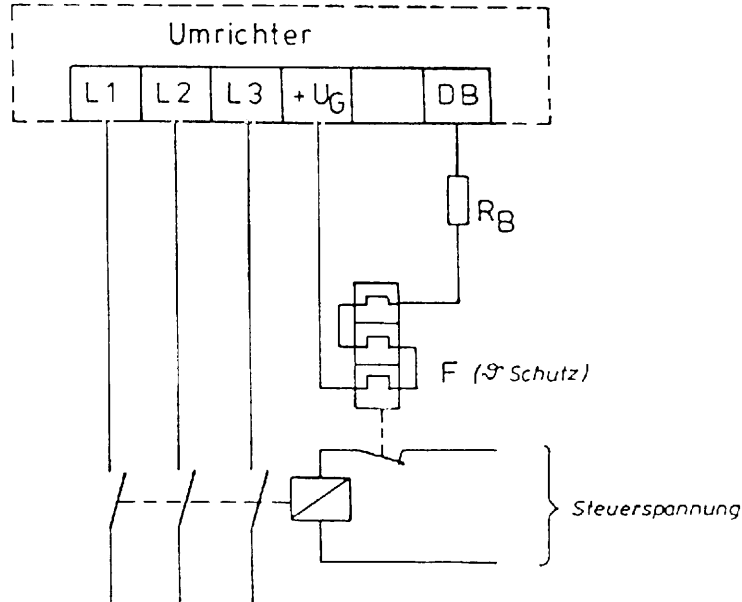 Umrichter
L1 L2 L3 +UG DB
RB
F (ϑ Schutz)
Steuerspannung